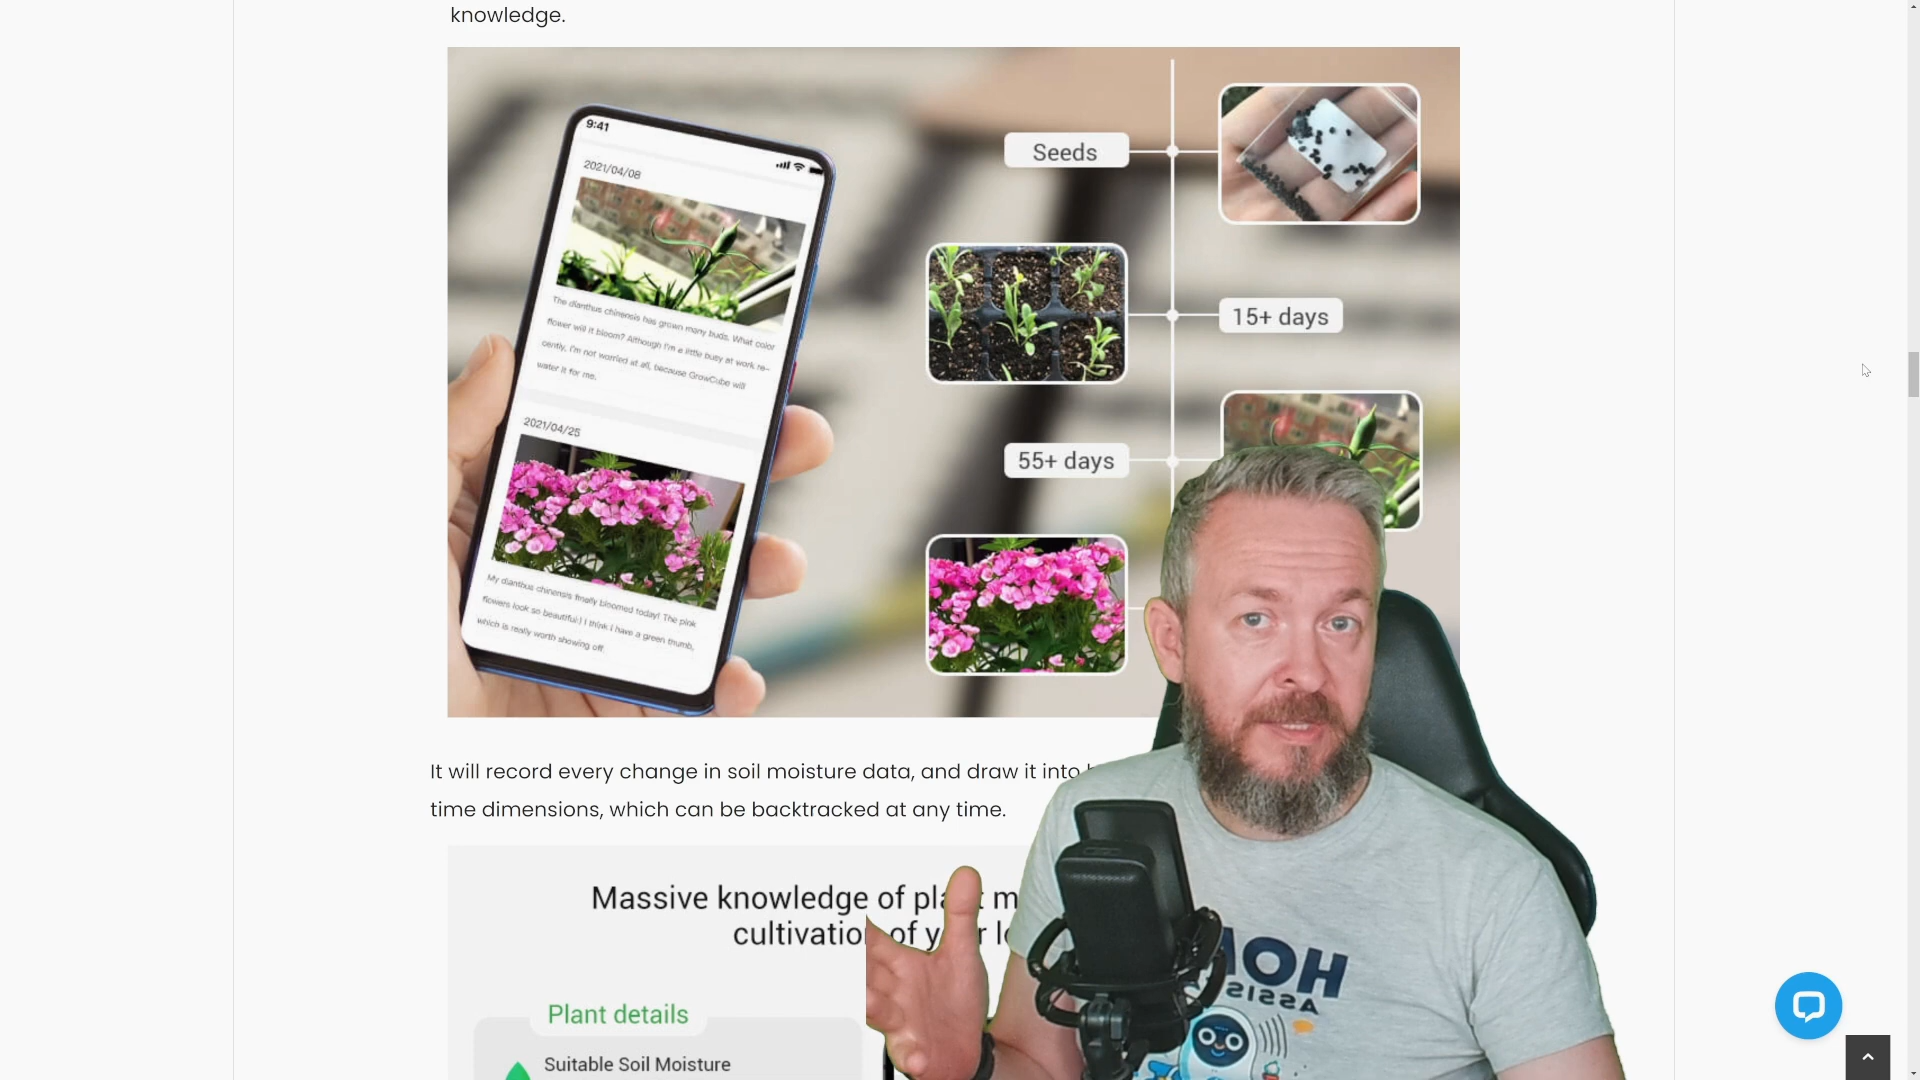 knowledge.
9:41
2021/04/08
The dianthus chinensis has grown many buds. What color
flower will it bloom? Although I'm a little busy at work re-
cently, I'm not worried at all, because GrowCube will
water it for me.
2021/04/25
My dianthus chinensis finally bloomed today! The pink
flowers look so beautiful:) I think I have a green thumb,
which is really worth showing off.
Seeds
15+ days
55+ days
It will record every change in soil moisture data, and draw it into
time dimensions, which can be backtracked at any time.
Massive knowledge of
cultivation of
Plant details
Suitable Soil Moisture